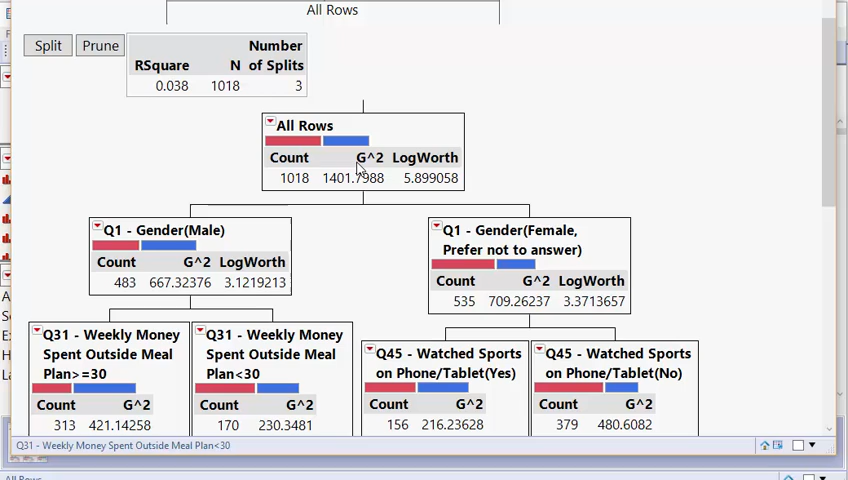 All Rows
Split
Prune
Number
RSquare N of Splits
0.038 1018 3
All Rows
Count G^2 LogWorth
1018 1401.7988 5.899058
Q1 - Gender(Male)
Count G^2 LogWorth
483 667.32376 3.1219213
Q1 - Gender(Female,
Prefer not to answer)
Count G^2 LogWorth
535 709.26237 3.3713657
Q31 - Weekly Money
Spent Outside Meal
Plan>=30
Count G^2
313 421.14258
Q31 - Weekly Money
Spent Outside Meal
Plan<30
Count G^2
170 230.3481
Q45 - Watched Sports
on Phone/Tablet(Yes)
Count G^2
156 216.23628
Q45 - Watched Sports
on Phone/Tablet(No)
Count G^2
379 480.6082
Q31 - Weekly Money Spent Outside Meal Plan<30
All Rows